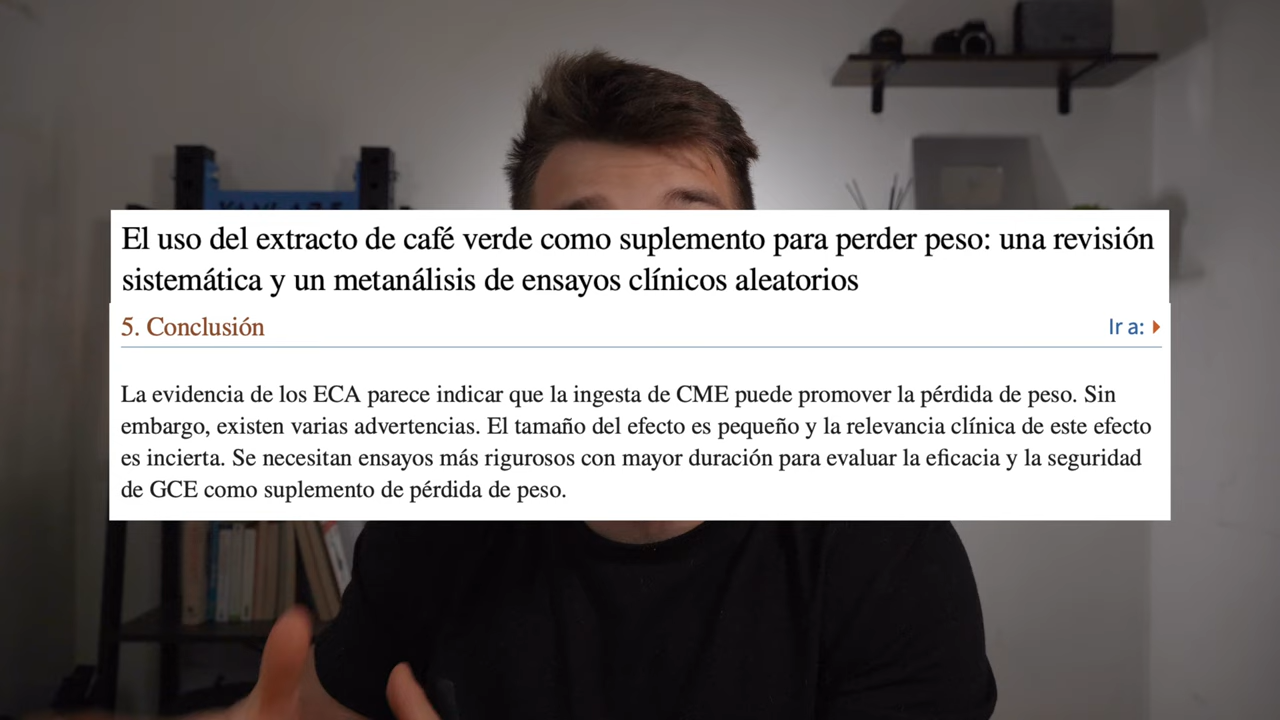 El uso del extracto de café verde como suplemento para perder peso: una revisión
sistemática y un metanálisis de ensayos clínicos aleatorios
5. Conclusión
Ir a:
La evidencia de los ECA parece indicar que la ingesta de CME puede promover la pérdida de peso. Sin
embargo, existen varias advertencias. El tamaño del efecto es pequeño y la relevancia clínica de este efecto
es incierta. Se necesitan ensayos más rigurosos con mayor duración para evaluar la eficacia y la seguridad
de GCE como suplemento de pérdida de peso.